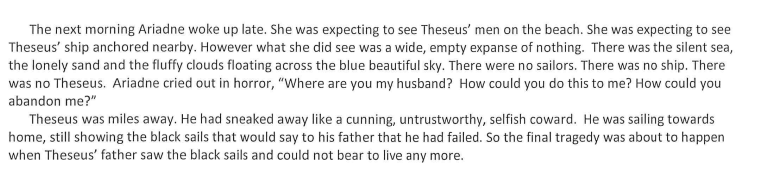 The next morning Ariadne woke up late. She was expecting to see Theseus’ men on the beach. She was expecting to see
Theseus’ ship anchored nearby. However what she did see was a wide, empty expanse of nothing.  There was the silent sea,
the lonely sand and the fluffy clouds floating across the blue beautiful sky. There were no sailors. There was no ship. There
was no Theseus.  Ariadne cried out in horror, “Where are you my husband?  How could you do this to me? How could you
abandon me?”
Theseus was miles away. He had sneaked away like a cunning, untrustworthy, selfish coward.  He was sailing towards
home, still showing the black sails that would say to his father that he had failed. So the final tragedy was about to happen
when Theseus’ father saw the black sails and could not bear to live any more.